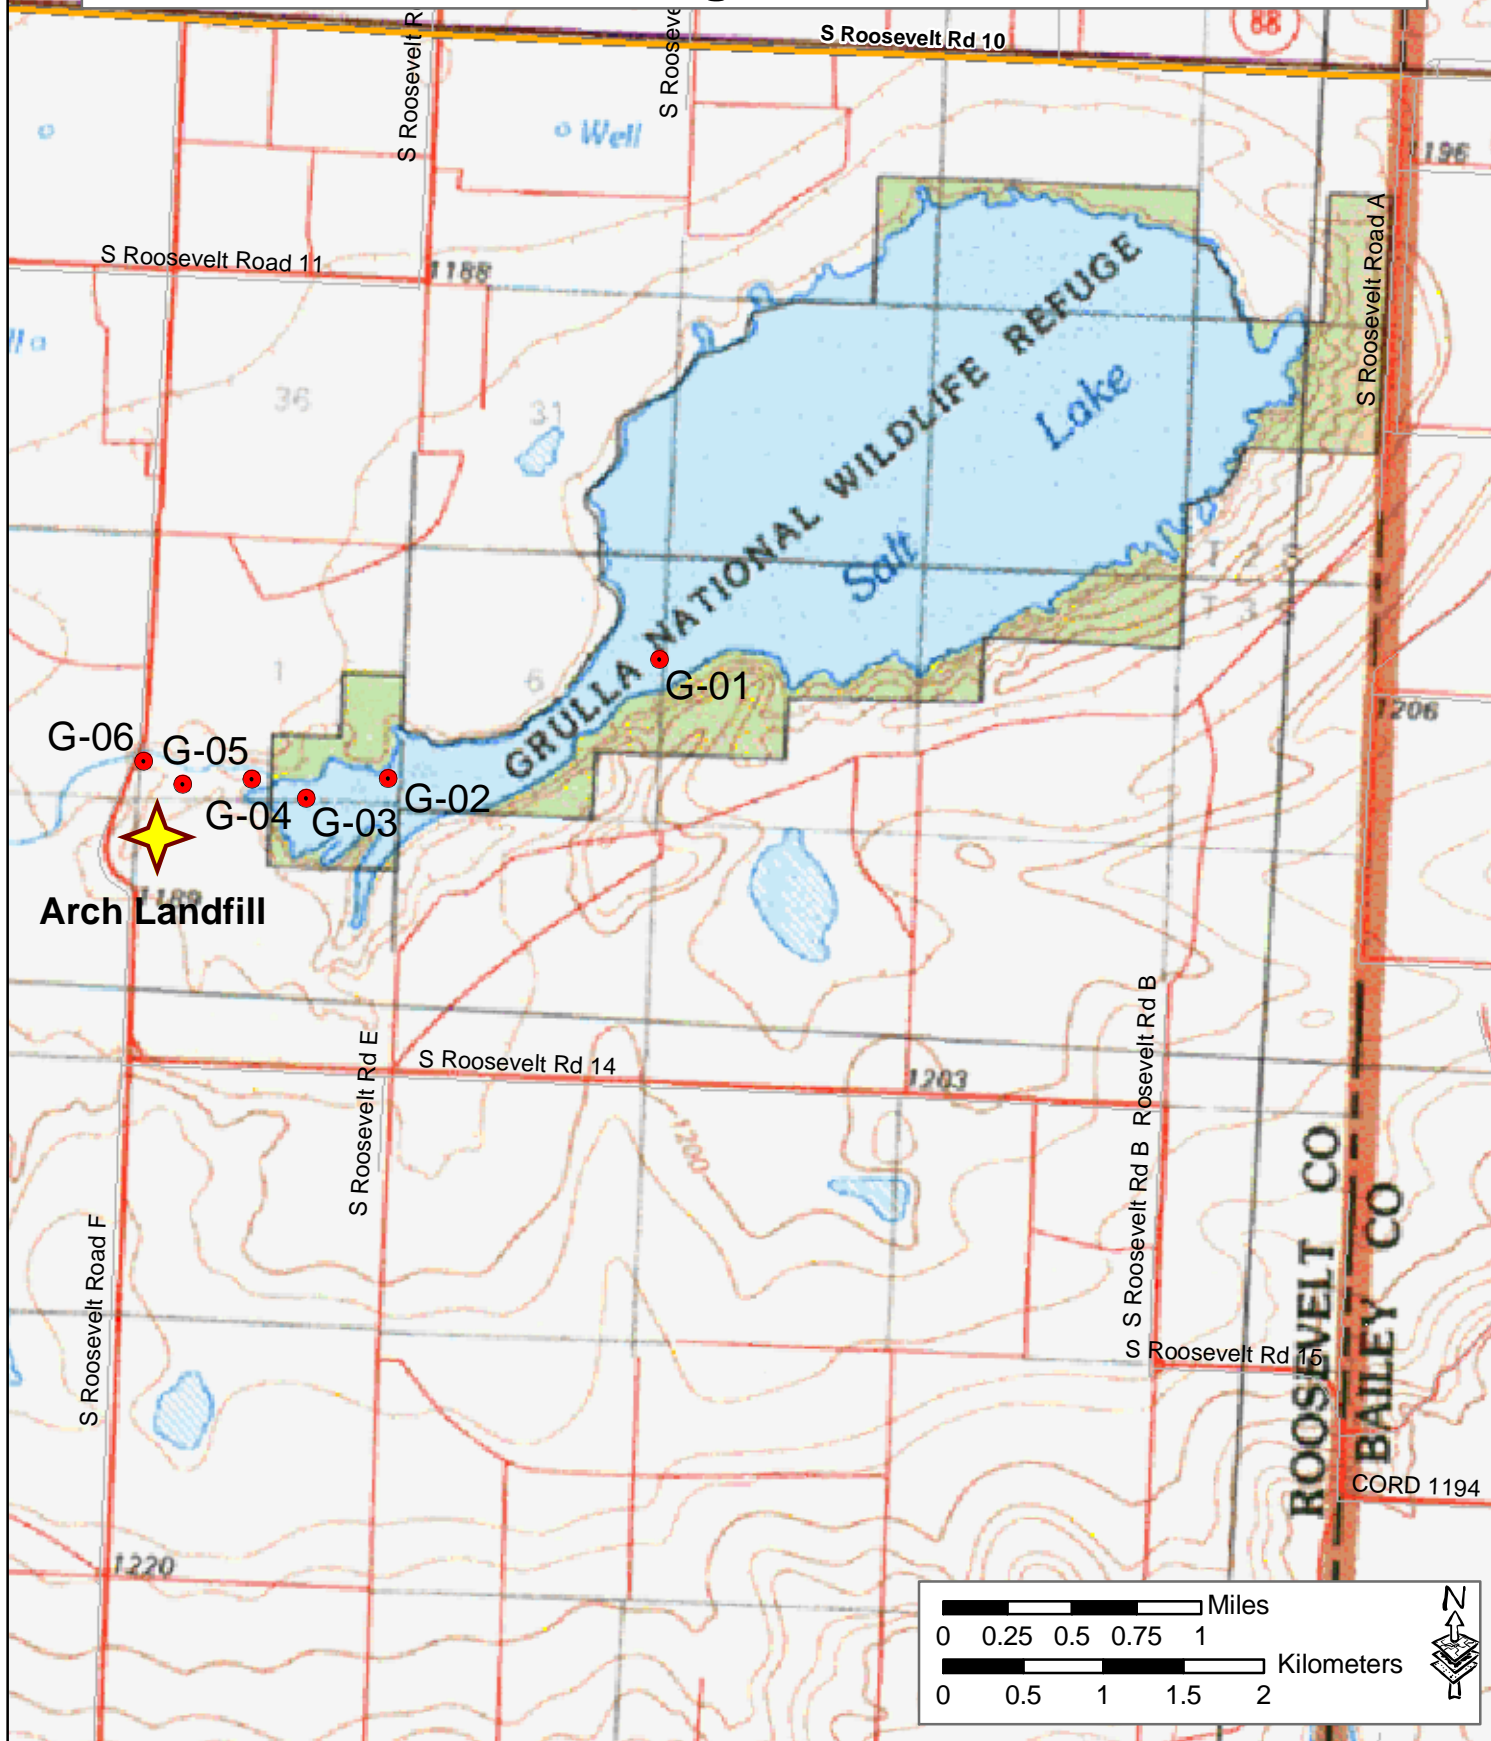 S Roosevelt Rd 10
S Roosevelt R
S Rooseve
88
Well
1196
S Roosevelt Road 11
1188
S Roosevelt Road A
36
31
GRULLA NATIONAL WILDLIFE REFUGE
Salt Lake
T 2 S
T 3 S
1
6
G-01
1206
G-06
G-05
G-02
G-04
G-03
1189
Arch Landfill
S Roosevelt Rd E
S Roosevelt Rd 14
1203
Rosevelt Rd B
S Roosevelt Rd B
1200
S Roosevelt Road F
S Roosevelt Rd 15
ROOSEVELT CO
BAILEY CO
CORD 1194
1220
Miles
0 0.25 0.5 0.75 1
Kilometers
0 0.5 1 1.5 2
N